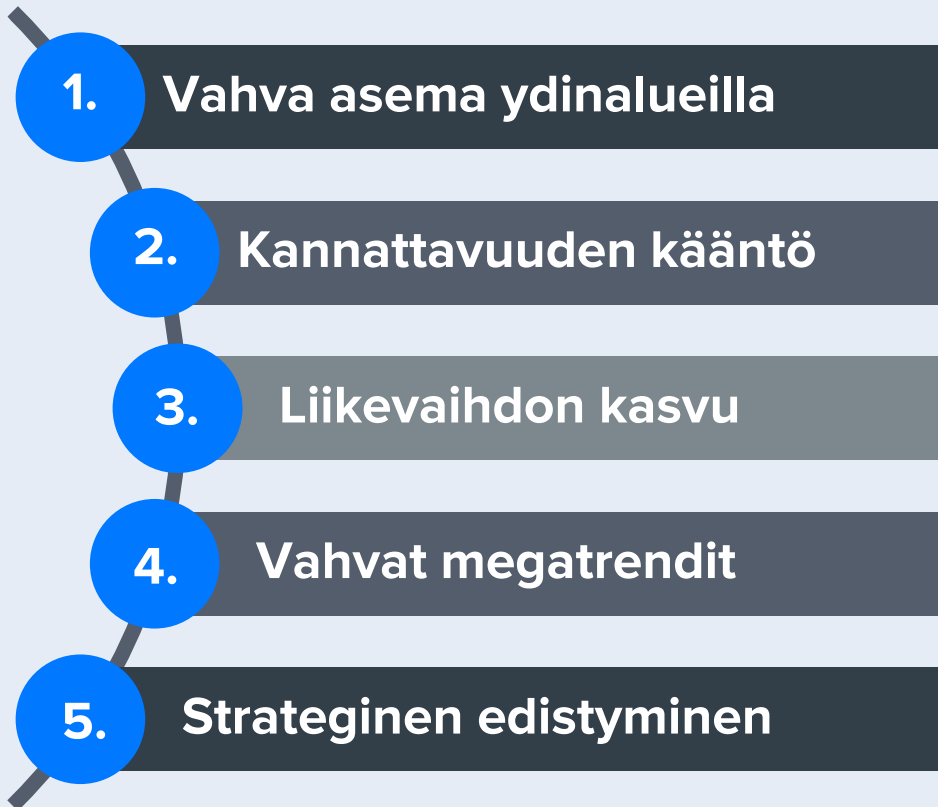 1. Vahva asema ydinalueilla
2. Kannattavuuden kääntö
3. Liikevaihdon kasvu
4. Vahvat megatrendit
5. Strateginen edistyminen